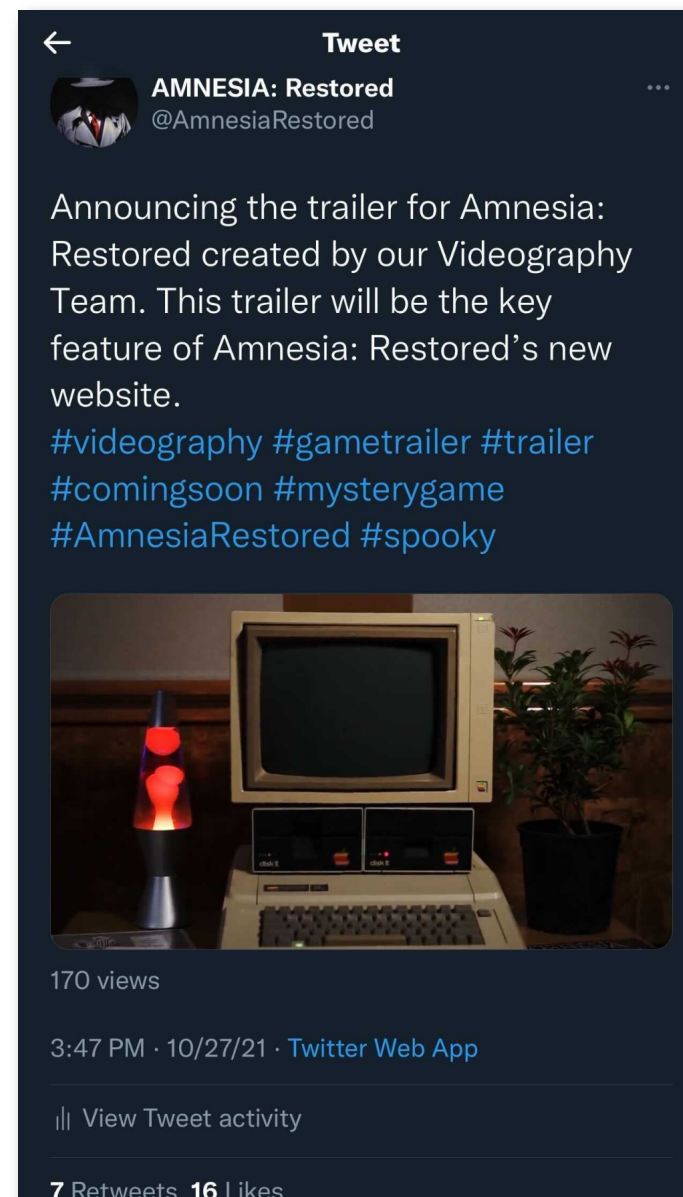 Tweet
AMNESIA: Restored
@AmnesiaRestored
Announcing the trailer for Amnesia:
Restored created by our Videography
Team. This trailer will be the key
feature of Amnesia: Restored’s new
website.
#videography #gametrailer #trailer
#comingsoon #mysterygame
#AmnesiaRestored #spooky
disk ][ disk ][
170 views
3:47 PM · 10/27/21 · Twitter Web App
View Tweet activity
7 Retweets 16 Likes